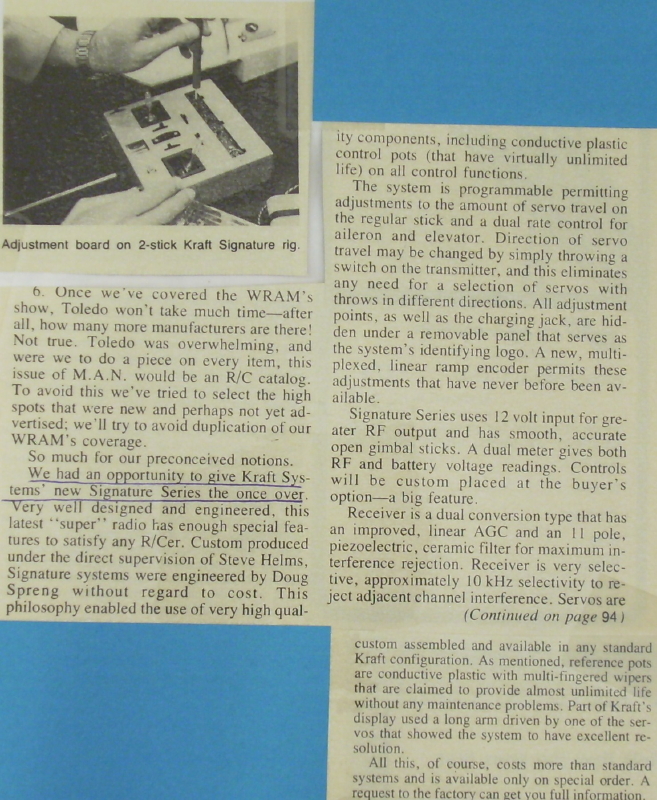 Adjustment board on 2-stick Kraft Signature rig.
6. Once we've covered the WRAM's
show, Toledo won't take much time—after
all, how many more manufacturers are there!
Not true. Toledo was overwhelming, and
were we to do a piece on every item, this
issue of M.A.N. would be an R/C catalog.
To avoid this we've tried to select the high
spots that were new and perhaps not yet ad-
vertised; we'll try to avoid duplication of our
WRAM's coverage.
So much for our preconceived notions.
We had an opportunity to give Kraft Sys-
tems' new Signature Series the once over.
Very well designed and engineered, this
latest "super" radio has enough special fea-
tures to satisfy any R/Cer. Custom produced
under the direct supervision of Steve Helms,
Signature systems were engineered by Doug
Spreng without regard to cost. This
philosophy enabled the use of very high qual-
ity components, including conductive plastic
control pots (that have virtually unlimited
life) on all control functions.
The system is programmable permitting
adjustments to the amount of servo travel on
the regular stick and a dual rate control for
aileron and elevator. Direction of servo
travel may be changed by simply throwing a
switch on the transmitter, and this eliminates
any need for a selection of servos with
throws in different directions. All adjustment
points, as well as the charging jack, are hid-
den under a removable panel that serves as
the system's identifying logo. A new, multi-
plexed, linear ramp encoder permits these
adjustments that have never before been av-
ailable.
Signature Series uses 12 volt input for gre-
ater RF output and has smooth, accurate
open gimbal sticks. A dual meter gives both
RF and battery voltage readings. Controls
will be custom placed at the buyer's
option—a big feature.
Receiver is a dual conversion type that has
an improved, linear AGC and an 11 pole,
piezoelectric, ceramic filter for maximum in-
terference rejection. Receiver is very selec-
tive, approximately 10 kHz selectivity to re-
ject adjacent channel interference. Servos are
(Continued on page 94)
custom assembled and available in any standard
Kraft configuration. As mentioned, reference pots
are conductive plastic with multi-fingered wipers
that are claimed to provide almost unlimited life
without any maintenance problems. Part of Kraft's
display used a long arm driven by one of the ser-
vos that showed the system to have excellent re-
solution.
All this, of course, costs more than standard
systems and is available only on special order. A
request to the factory can get you full information.